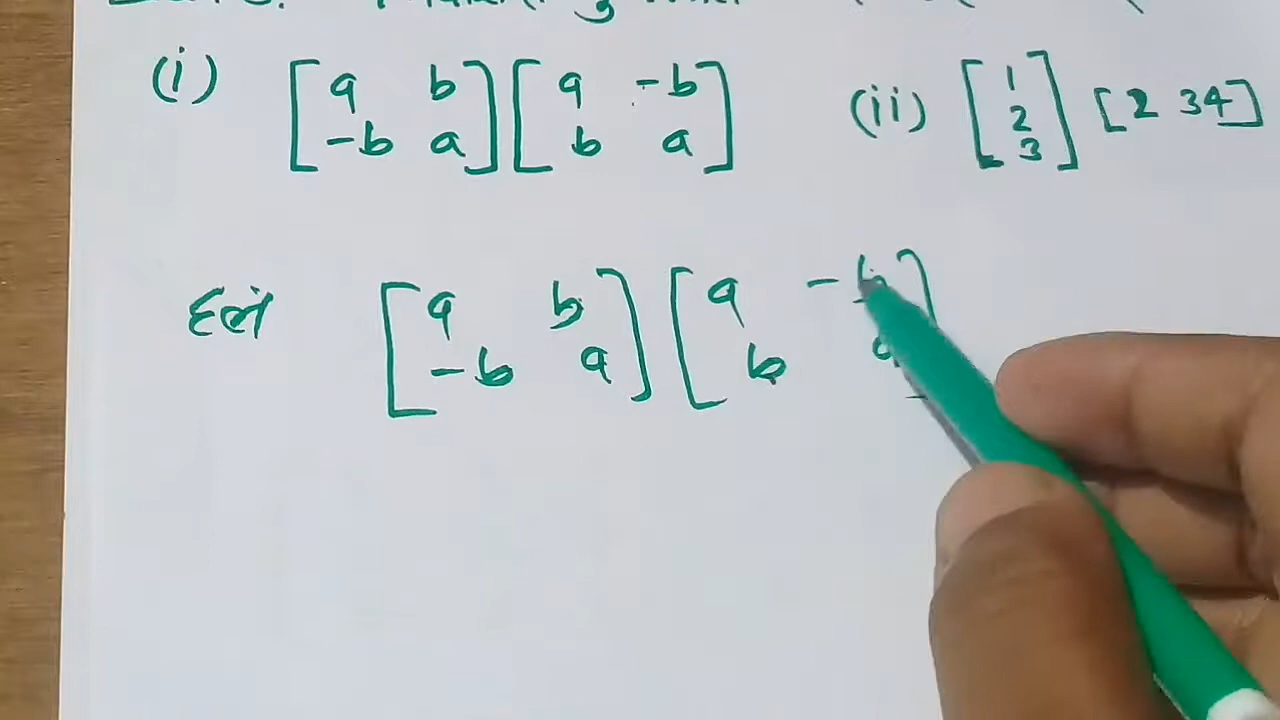 (i) [a b -b a] [a -b b a] (ii) [1 2 3] [2 3 4]
[a b -b a] [a -b b a]